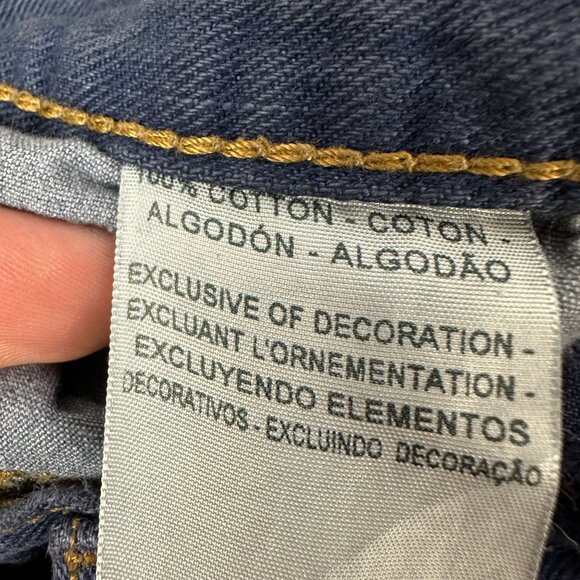 100% COTTON - COTON -
ALGODÓN - ALGODÃO
EXCLUSIVE OF DECORATION -
EXCLUANT L'ORNEMENTATION -
EXCLUYENDO ELEMENTOS
DECORATIVOS - EXCLUINDO DECORAÇÃO